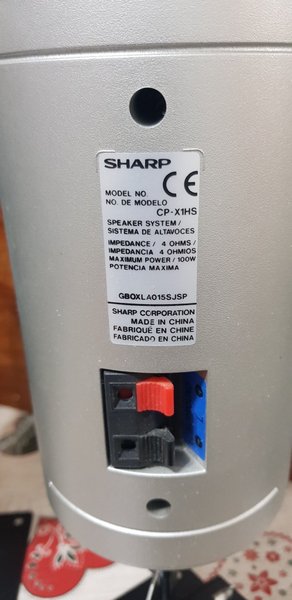 SHARP
CE
MODEL NO.
NO. DE MODELO CP-X1HS
SPEAKER SYSTEM/
SISTEMA DE ALTAVOCES
IMPEDANCE / 4 OHMS /
IMPEDANCIA 4 OHMIOS
MAXIMUM POWER / 100W
POTENCIA MAXIMA
GBOXLA015SJSP
SHARP CORPORATION
MADE IN CHINA
FABRIQUÉ EN CHINE
FABRICADO EN CHINA